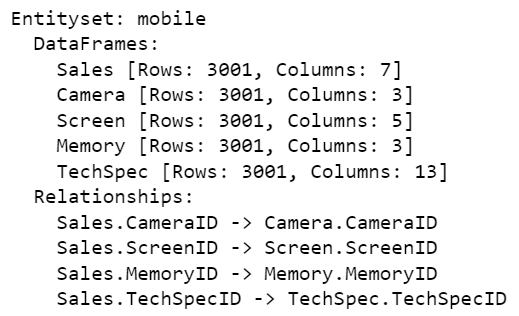 Entityset: mobile
  DataFrames:
    Sales [Rows: 3001, Columns: 7]
    Camera [Rows: 3001, Columns: 3]
    Screen [Rows: 3001, Columns: 5]
    Memory [Rows: 3001, Columns: 3]
    TechSpec [Rows: 3001, Columns: 13]
  Relationships:
    Sales.CameraID -> Camera.CameraID
    Sales.ScreenID -> Screen.ScreenID
    Sales.MemoryID -> Memory.MemoryID
    Sales.TechSpecID -> TechSpec.TechSpecID